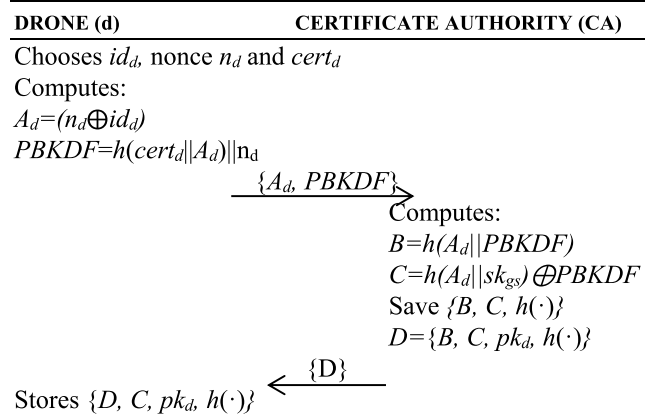 DRONE (d) CERTIFICATE AUTHORITY (CA)
Chooses id_d, nonce n_d and cert_d
Computes:
A_d=(n_d⊕id_d)
PBKDF=h(cert_d||A_d)||n_d
{A_d, PBKDF}
Computes:
B=h(A_d||PBKDF)
C=h(A_d||sk_gs)⊕PBKDF
Save {B, C, h(·)}
D={B, C, pk_d, h(·)}
{D}
Stores {D, C, pk_d, h(·)}